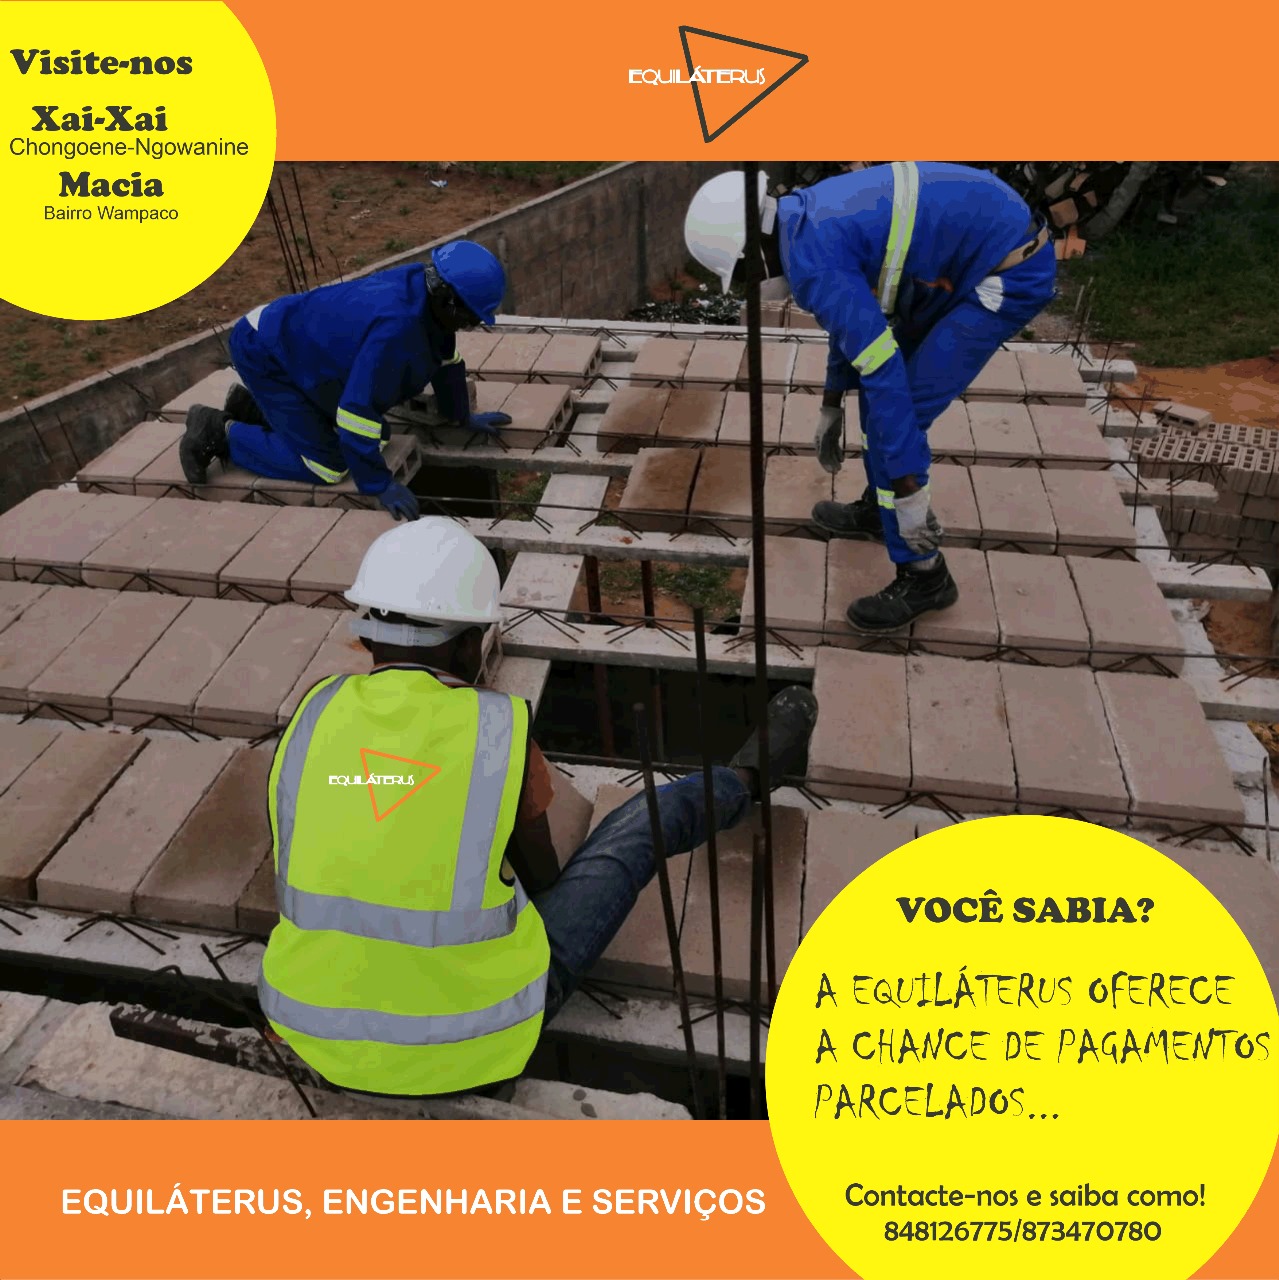 Visite-nos
Xai-Xai
Chongoene-Ngowanine
Macia
Bairro Wampaco
EQUILÁTERUS
EQUILÁTERUS
VOCÊ SABIA?
A EQUILÁTERUS OFERECE
A CHANCE DE PAGAMENTOS
PARCELADOS...
Contacte-nos e saiba como!
848126775/873470780
EQUILÁTERUS, ENGENHARIA E SERVIÇOS